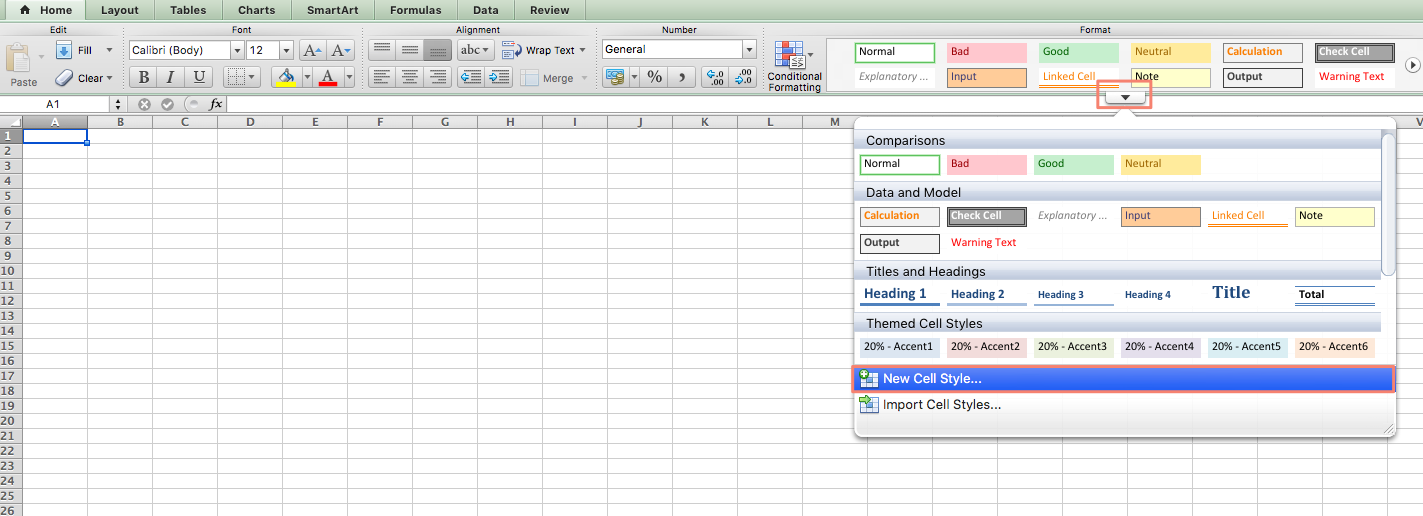 Home Layout Tables Charts SmartArt Formulas Data Review
Edit Font Alignment Number Format
Fill Calibri (Body) 12 A A abc Wrap Text General Normal Bad Good Neutral Calculation Check Cell
Paste Clear B I U A Merge % , .0 .00 .00 .0 Conditional Formatting Explanatory ... Input Linked Cell Note Output Warning Text
A1 fx
A B C D E F G H I J K L M V
Comparisons
Normal Bad Good Neutral
Data and Model
Calculation Check Cell Explanatory ... Input Linked Cell Note
Output Warning Text
Titles and Headings
Heading 1 Heading 2 Heading 3 Heading 4 Title Total
Themed Cell Styles
20% - Accent1 20% - Accent2 20% - Accent3 20% - Accent4 20% - Accent5 20% - Accent6
New Cell Style...
Import Cell Styles...
1
2
3
4
5
6
7
8
9
10
11
12
13
14
15
16
17
18
19
20
21
22
23
24
25
26